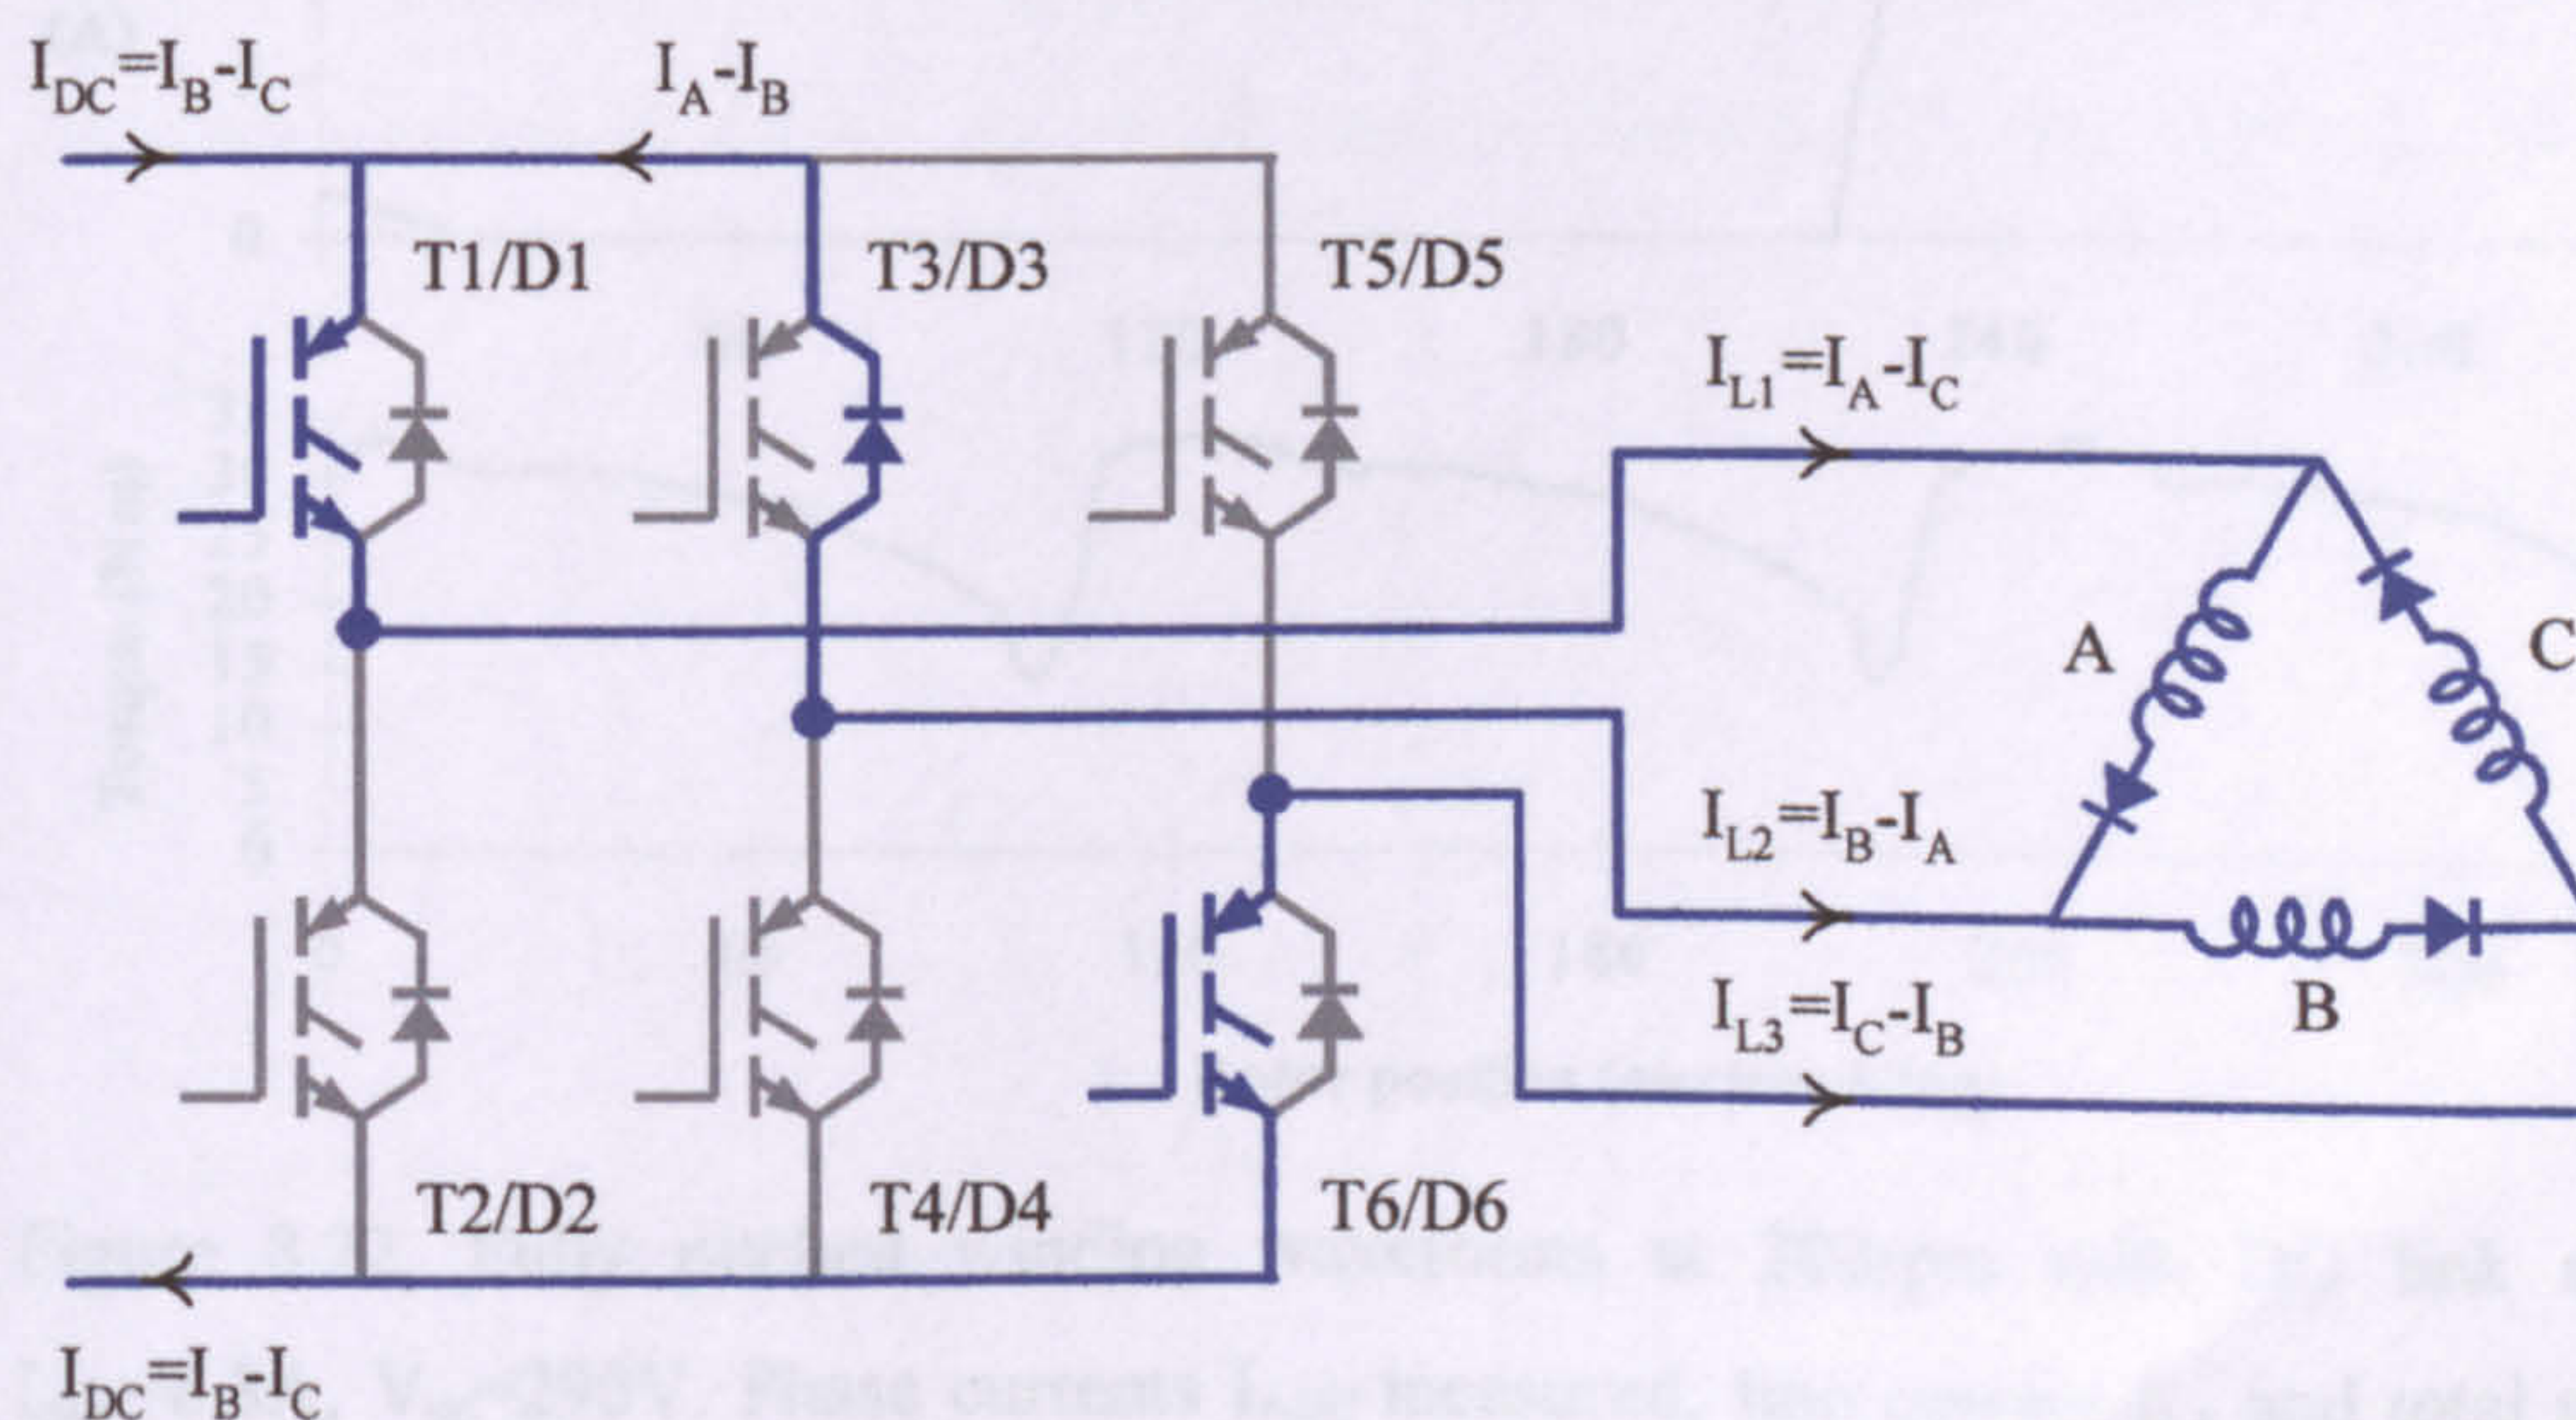 I_DC=I_B-I_C
I_A-I_B
T1/D1
T3/D3
T5/D5
I_L1=I_A-I_C
A
C
I_L2=I_B-I_A
B
I_L3=I_C-I_B
T2/D2
T4/D4
T6/D6
I_DC=I_B-I_C